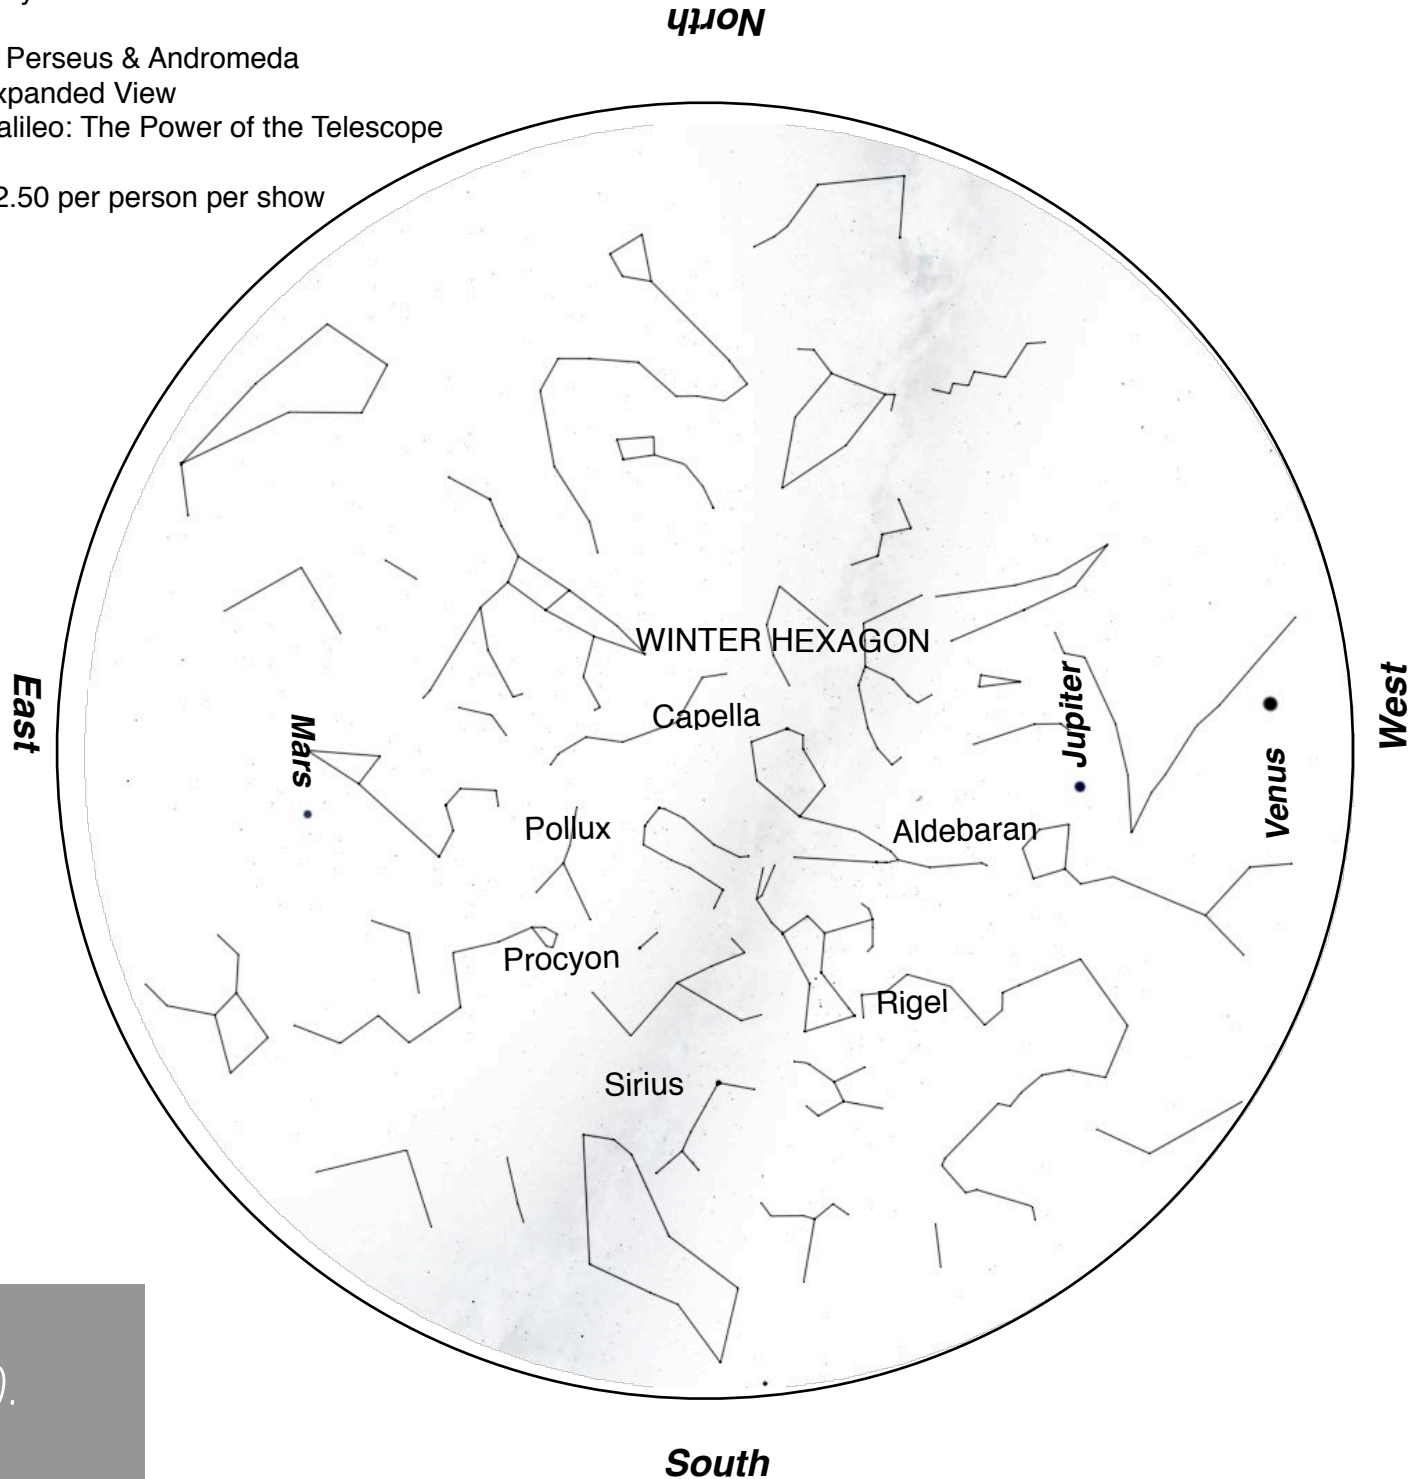 North
Perseus & Andromeda
xpanded View
alileo: The Power of the Telescope
2.50 per person per show
WINTER HEXAGON
East
West
Jupiter
Mars
Capella
Venus
Pollux
Aldebaran
Procyon
Rigel
Sirius
).
South